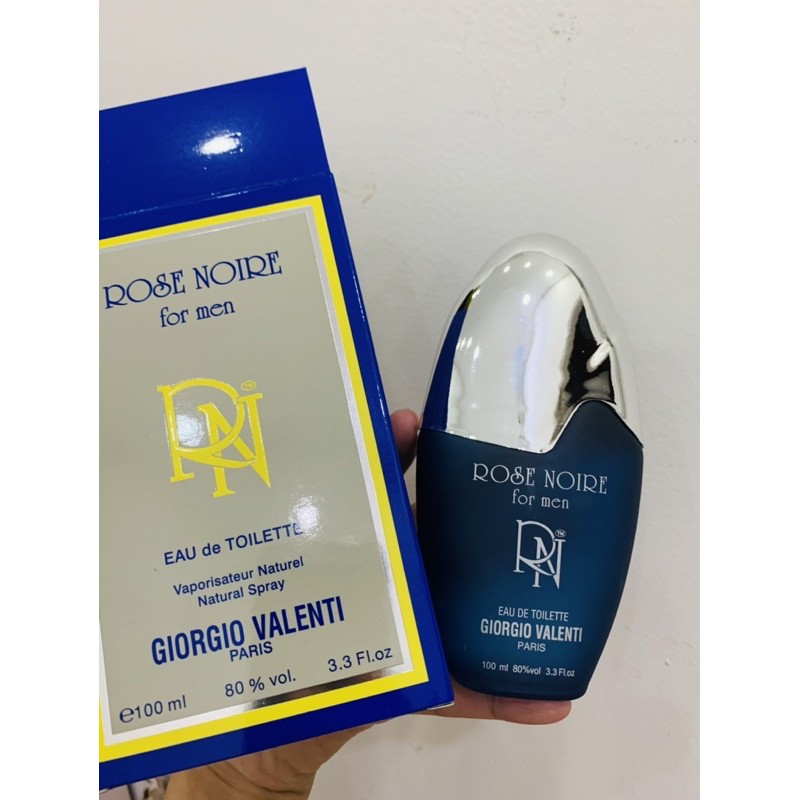 ROSE NOIRE
for men
RN™
EAU de TOILETTE
Vaporisateur Naturel
Natural Spray
GIORGIO VALENTI
PARIS
e100 ml 80 % vol. 3.3 Fl.oz
ROSE NOIRE
for men
RN™
EAU DE TOILETTE
GIORGIO VALENTI
PARIS
100 ml 80%vol 3.3 Fl.oz